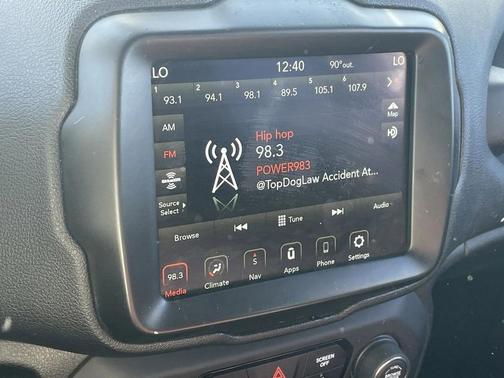 LO 12:40 90°out. LO
1 2 3 4 5 6
93.1 94.1 98.1 89.5 105.1 107.9
AM
Map
Hip hop
FM
98.3
POWER983
SiriusXM
@TopDogLaw Accident At...
Source
Select
Browse Tune Audio
98.3 S
Media Climate Nav Apps Phone Settings
SCREEN
OFF